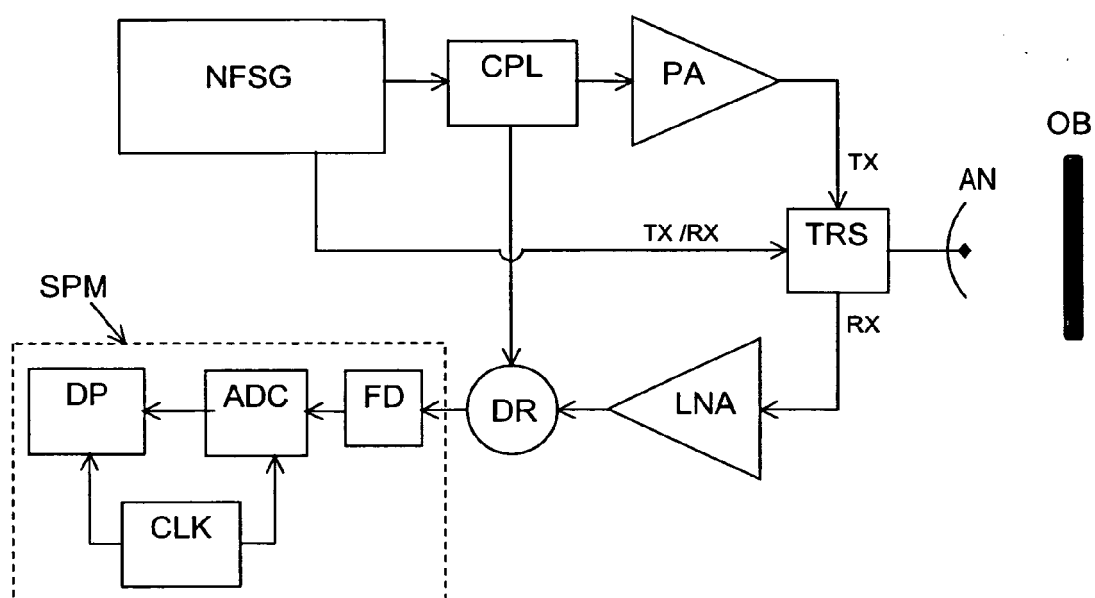 NFSG
CPL
PA
OB
TX
AN
TX /RX
TRS
SPM
RX
DP
ADC
FD
DR
LNA
CLK